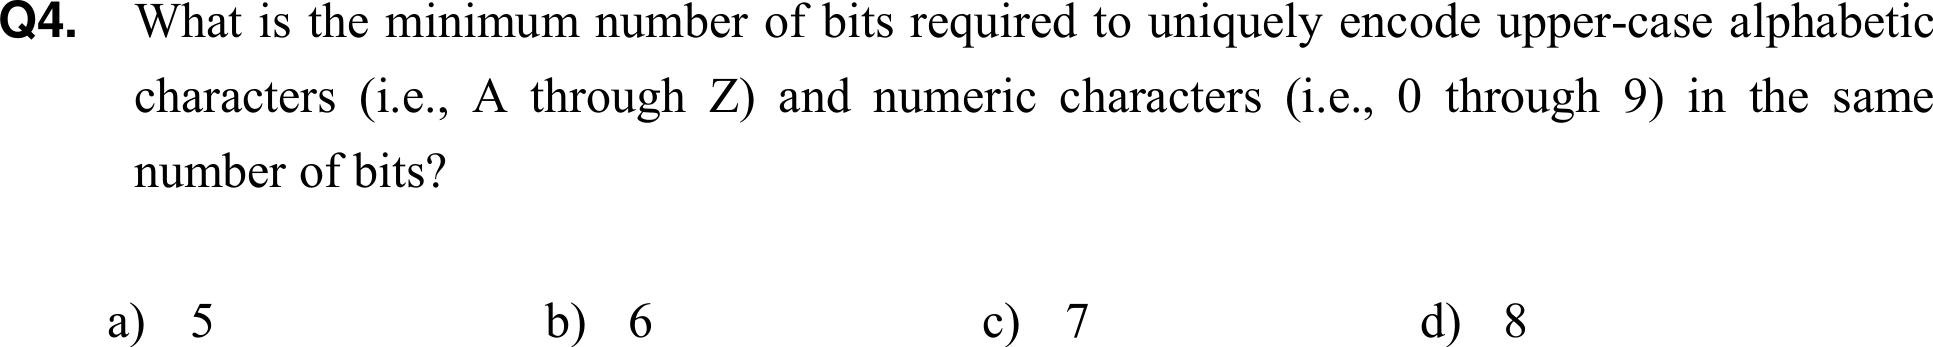 Q4. What is the minimum number of bits required to uniquely encode upper-case alphabetic
characters (i.e., A through Z) and numeric characters (i.e., 0 through 9) in the same
number of bits?
a) 5 b) 6 c) 7 d) 8